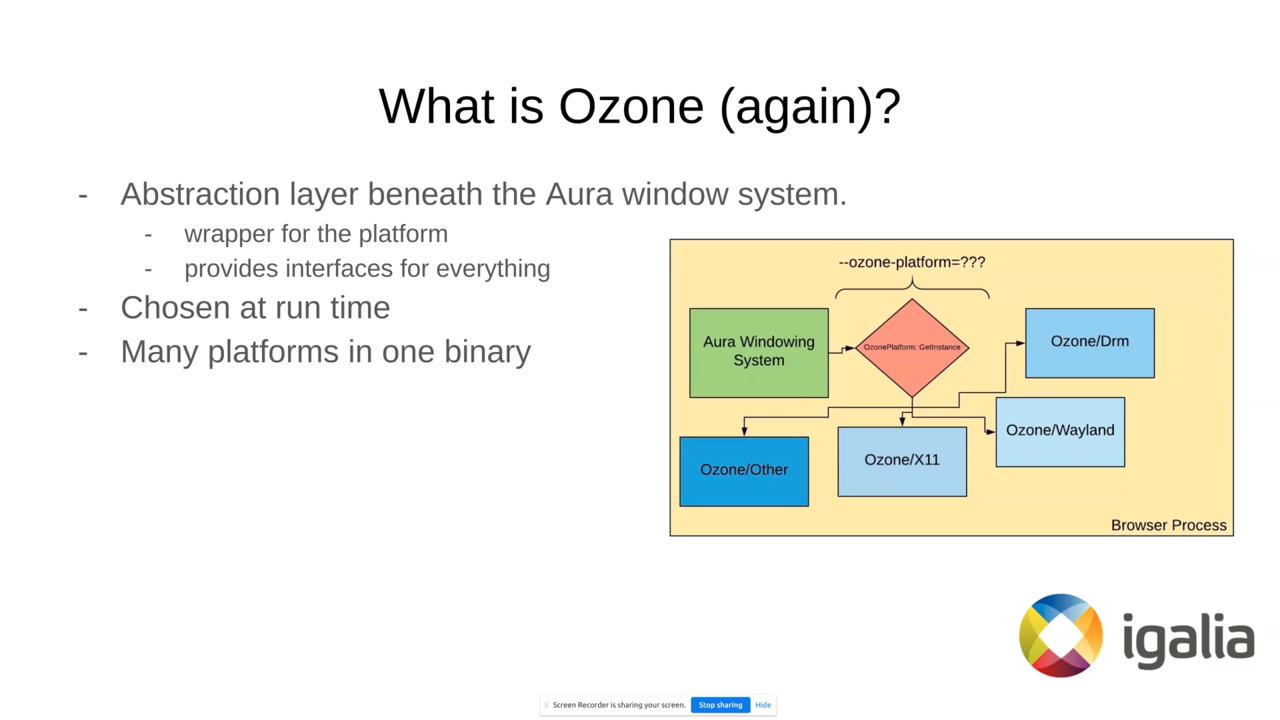 What is Ozone (again)?
- Abstraction layer beneath the Aura window system.
- wrapper for the platform
- provides interfaces for everything
- Chosen at run time
- Many platforms in one binary
--ozone-platform=???
Aura Windowing
System
OzonePlatform::GetInstance
Ozone/Drm
Ozone/Wayland
Ozone/X11
Ozone/Other
Browser Process
igalia
Screen Recorder is sharing your screen. Stop sharing Hide